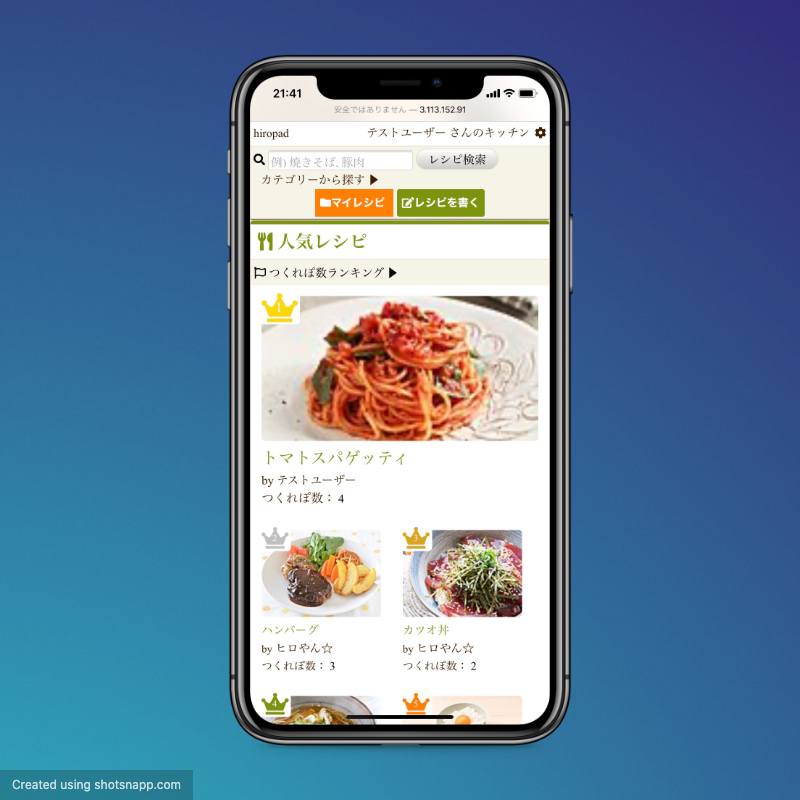 21:41
安全ではありません — 3.113.152.91
hiropad
テストユーザー さんのキッチン
例) 焼きそば, 豚肉
レシピ検索
カテゴリーから探す ▶
マイレシピ
レシピを書く
人気レシピ
つくれぽ数ランキング ▶
1
トマトスパゲッティ
by テストユーザー
つくれぽ数： 4
2
3
ハンバーグ
カツオ丼
by ヒロやん☆
by ヒロやん☆
つくれぽ数： 3
つくれぽ数： 2
4
5
Created using shotsnapp.com